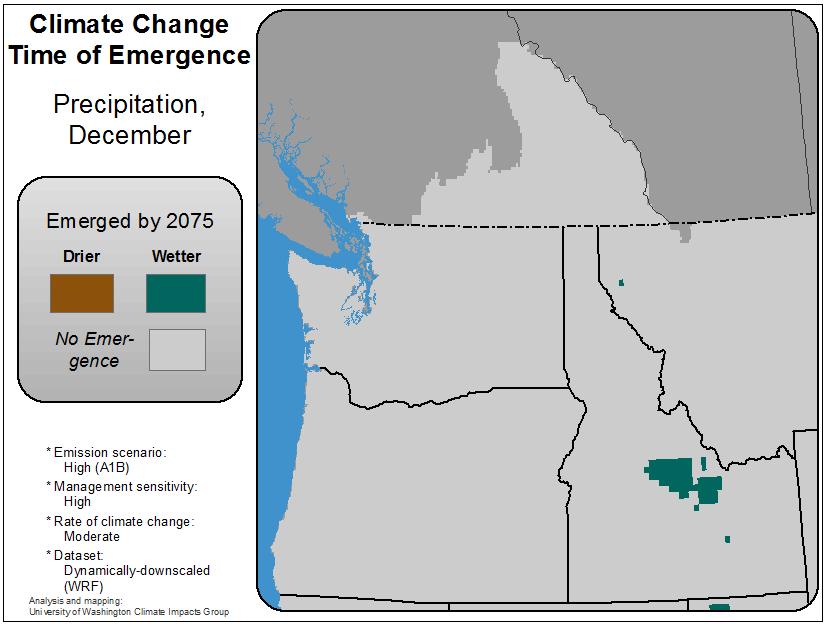 Climate Change
Time of Emergence
Precipitation,
December
Emerged by 2075
Drier Wetter
No Emer-
gence
* Emission scenario:
High (A1B)
* Management sensitivity:
High
* Rate of climate change:
Moderate
* Dataset:
Dynamically-downscaled
(WRF)
Analysis and mapping:
University of Washington Climate Impacts Group